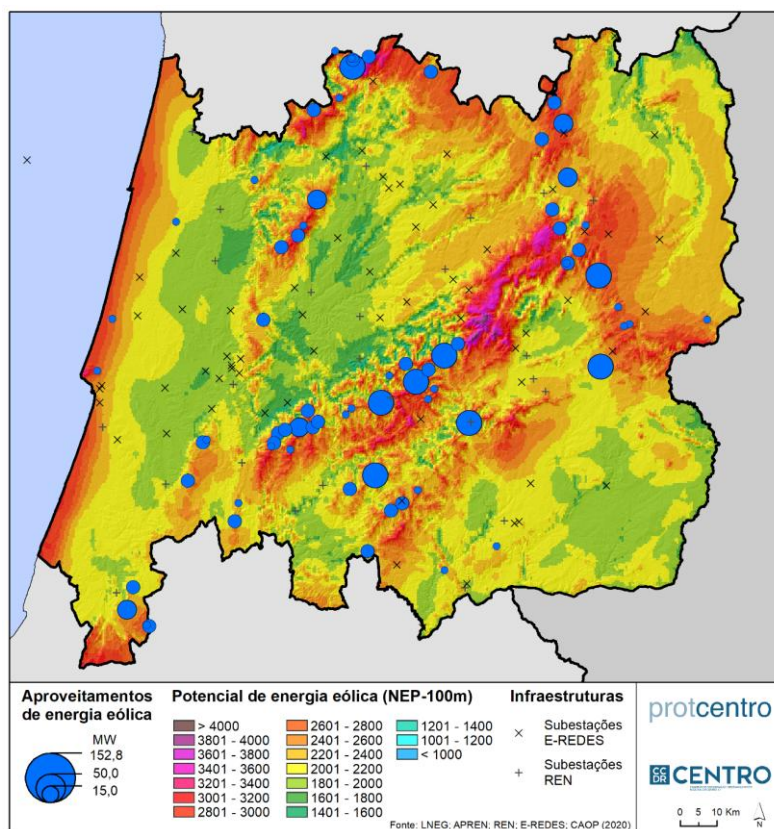 Aproveitamentos
de energia eólica
MW
152,8
50,0
15,0
Potencial de energia eólica (NEP-100m)
> 4000
3801 - 4000
3601 - 3800
3401 - 3600
3201 - 3400
3001 - 3200
2801 - 3000
2601 - 2800
2401 - 2600
2201 - 2400
2001 - 2200
1801 - 2000
1601 - 1800
1401 - 1600
1201 - 1400
1001 - 1200
< 1000
Infraestruturas
Subestações
E-REDES
Subestações
REN
protcentro
CCDR CENTRO
0 5 10 Km
N
Fonte: LNEG; APREN; REN; E-REDES; CAOP (2020)